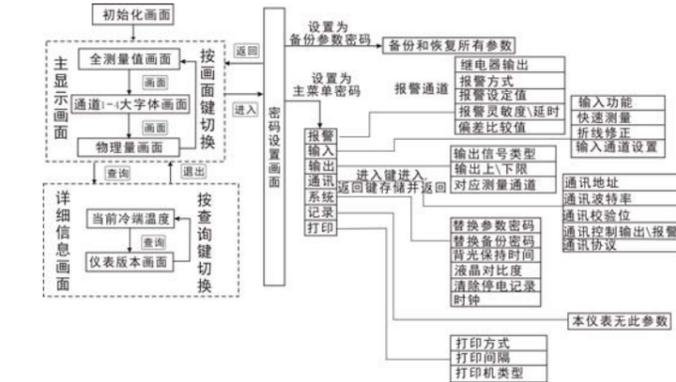 初始化画面
主显示画面
全测量值画面
画面
通道1-4大字体画面
画面
物理量画面
按画面键切换
返回
进入
查询
退出
详细信息画面
当前冷端温度
查询
仪表版本画面
按查询键切换
密码设置画面
设置为
备份参数密码
备份和恢复所有参数
设置为
主菜单密码
报警
输入
输出
通讯
系统
记录
打印
报警通道
继电器输出
报警方式
报警设定值
报警灵敏度\延时
偏差比较值
输入功能
快速测量
折线修正
输入通道设置
输出信号类型
输出上\下限
对应测量通道
进入键进入,
返回键存储并返回
通讯地址
通讯波特率
通讯校验位
通讯控制输出\报警
通讯协议
替换参数密码
替换备份密码
背光保持时间
液晶对比度
清除停电记录
时钟
本仪表无此参数
打印方式
打印间隔
打印机类型